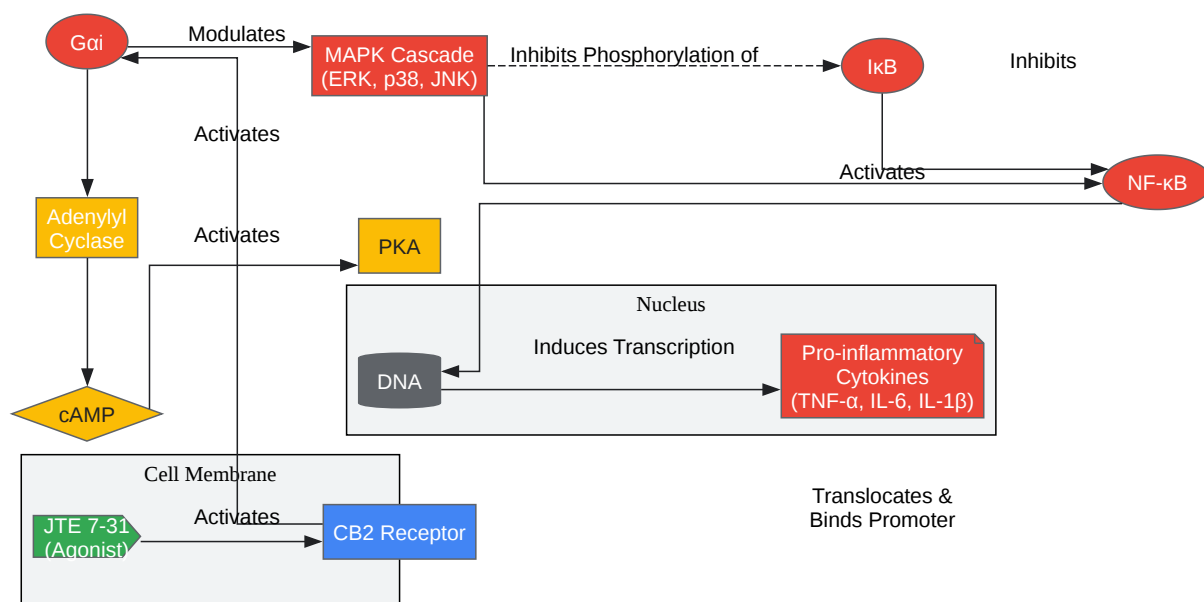 Gαi
Modulates
MAPK Cascade
(ERK, p38, JNK)
Inhibits Phosphorylation of
IκB
Inhibits
Activates
Activates
NF-κB
Adenylyl
Cyclase
Activates
PKA
Nucleus
Induces Transcription
Pro-inflammatory
Cytokines
(TNF-α, IL-6, IL-1β)
DNA
cAMP
Cell Membrane
JTE 7-31
(Agonist)
Activates
CB2 Receptor
Translocates &
Binds Promoter